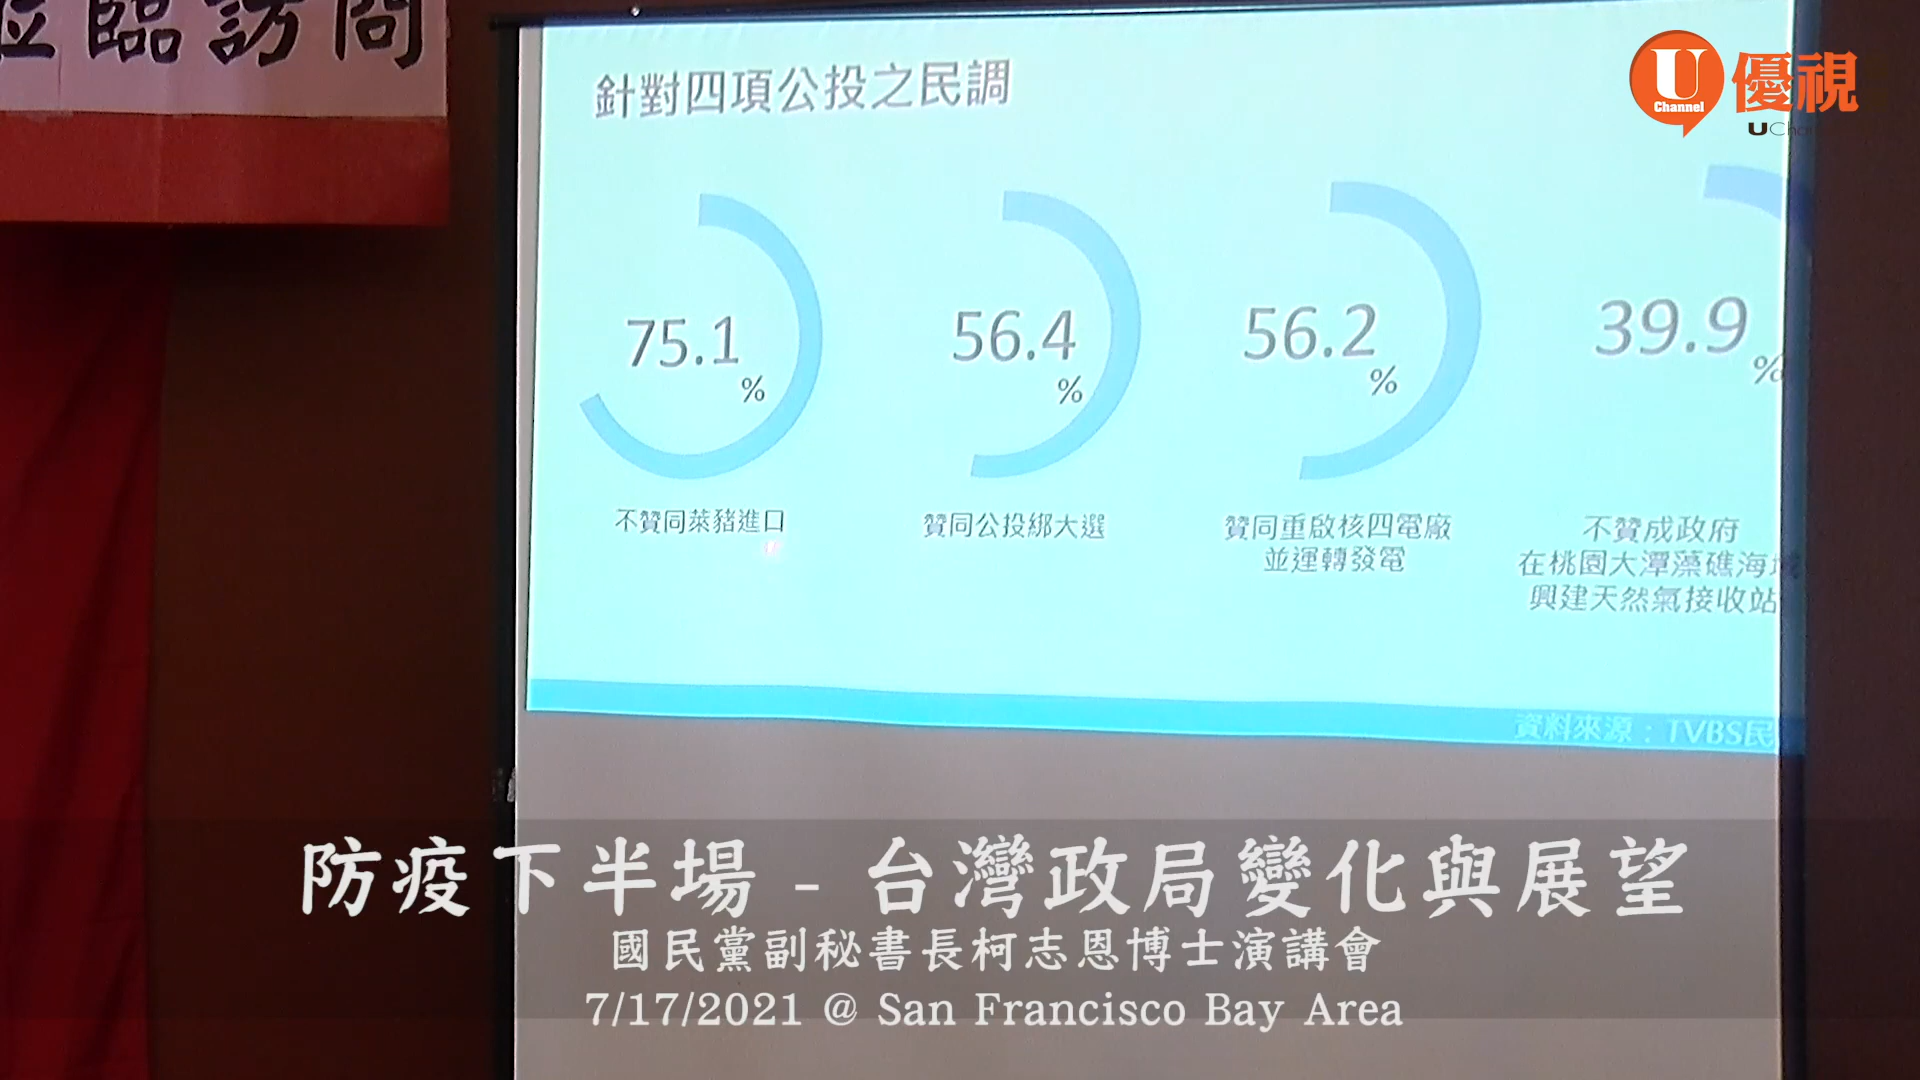 蒞臨訪問
U Channel 優視
針對四項公投之民調
75.1 %
不贊同萊豬進口
56.4 %
贊同公投綁大選
56.2 %
贊同重啟核四電廠
並運轉發電
39.9 %
不贊成政府
在桃園大潭藻礁海域
興建天然氣接收站
資料來源：TVBS民
防疫下半場 - 台灣政局變化與展望
國民黨副秘書長柯志恩博士演講會
7/17/2021 @ San Francisco Bay Area